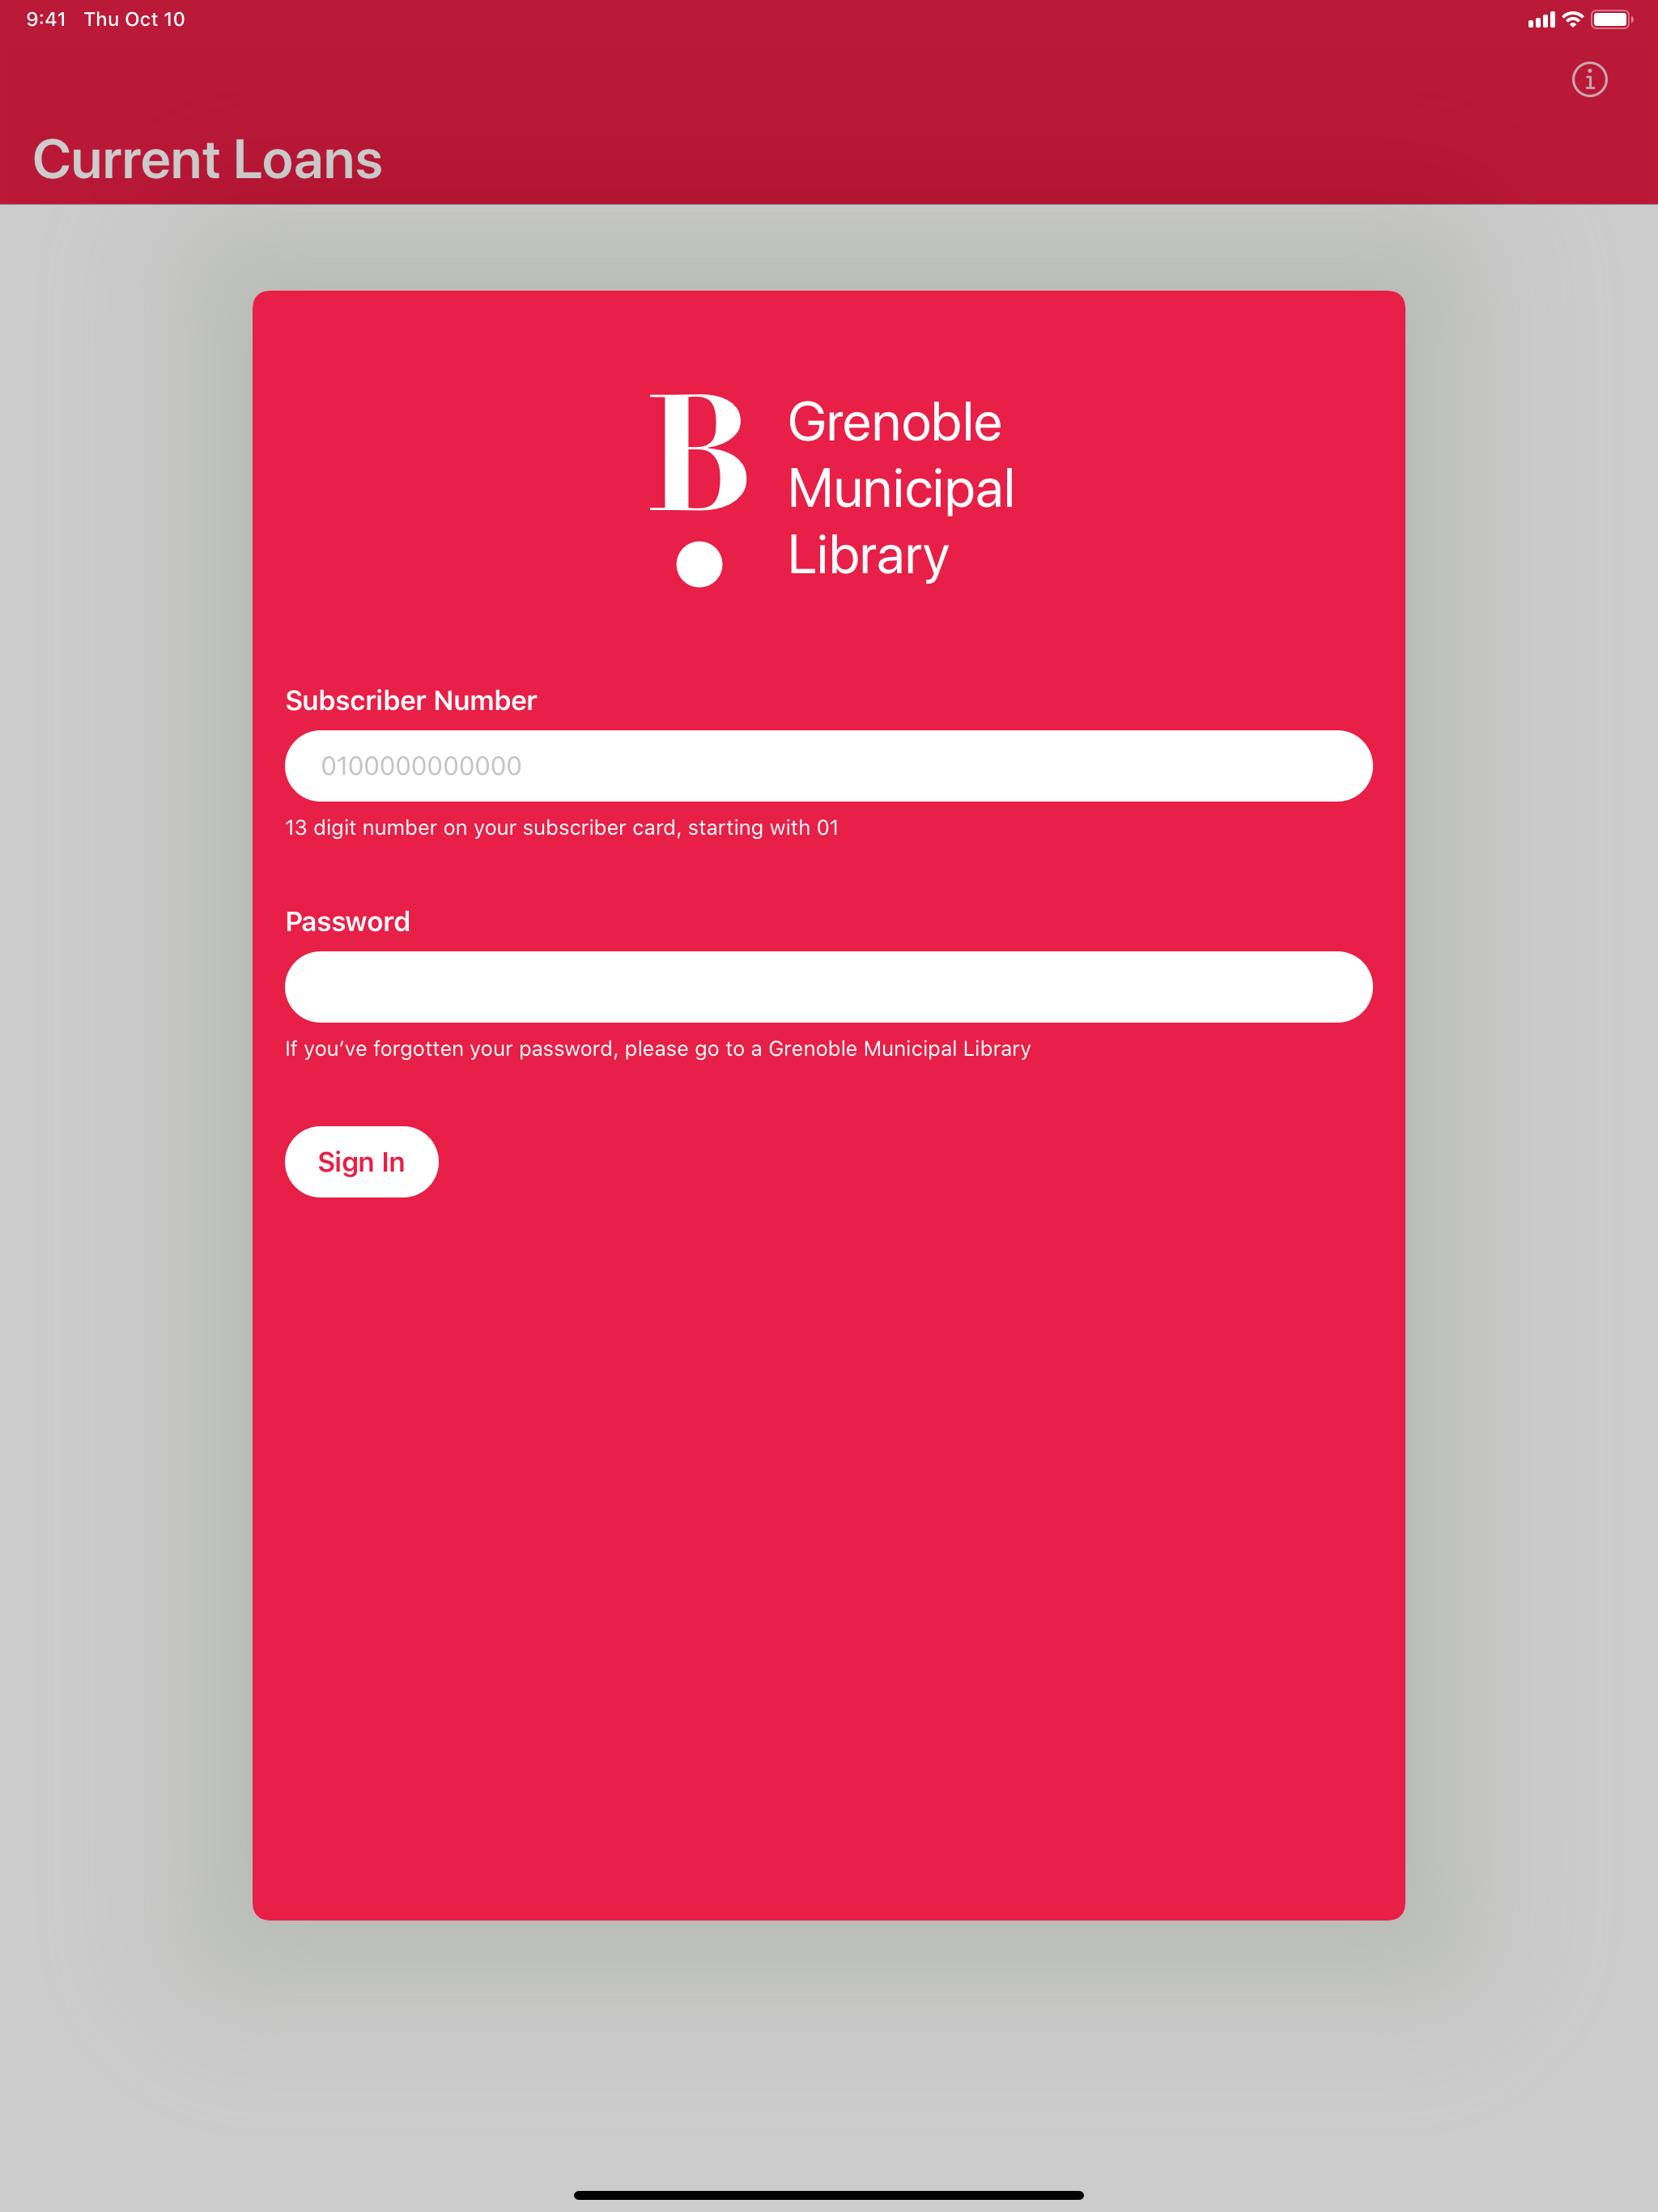 9:41 Thu Oct 10
Current Loans
B
Grenoble
Municipal
Library
Subscriber Number
0100000000000
13 digit number on your subscriber card, starting with 01
Password
If you’ve forgotten your password, please go to a Grenoble Municipal Library
Sign In